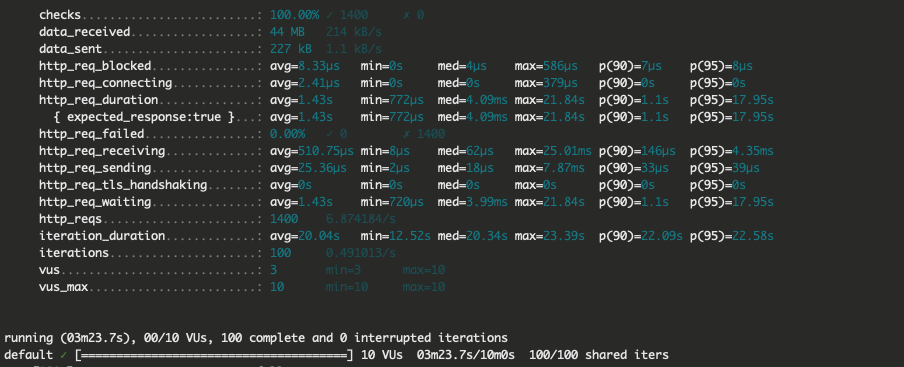 checks.........................: 100.00% ✓ 1400 ✗ 0
data_received..................: 44 MB 214 kB/s
data_sent......................: 227 kB 1.1 kB/s
http_req_blocked...............: avg=8.33µs min=0s med=4µs max=586µs p(90)=7µs p(95)=8µs
http_req_connecting............: avg=2.41µs min=0s med=0s max=379µs p(90)=0s p(95)=0s
http_req_duration..............: avg=1.43s min=772µs med=4.09ms max=21.84s p(90)=1.1s p(95)=17.95s
{ expected_response:true }...: avg=1.43s min=772µs med=4.09ms max=21.84s p(90)=1.1s p(95)=17.95s
http_req_failed................: 0.00% ✓ 0 ✗ 1400
http_req_receiving.............: avg=510.75µs min=8µs med=62µs max=25.01ms p(90)=146µs p(95)=4.35ms
http_req_sending...............: avg=25.36µs min=2µs med=18µs max=7.87ms p(90)=33µs p(95)=39µs
http_req_tls_handshaking.......: avg=0s min=0s med=0s max=0s p(90)=0s p(95)=0s
http_req_waiting...............: avg=1.43s min=720µs med=3.99ms max=21.84s p(90)=1.1s p(95)=17.95s
http_reqs......................: 1400 6.874184/s
iteration_duration.............: avg=20.04s min=12.52s med=20.34s max=23.39s p(90)=22.09s p(95)=22.58s
iterations.....................: 100 0.491013/s
vus............................: 3 min=3 max=10
vus_max........................: 10 min=10 max=10
running (03m23.7s), 00/10 VUs, 100 complete and 0 interrupted iterations
default ✓ [======================================] 10 VUs 03m23.7s/10m0s 100/100 shared iters